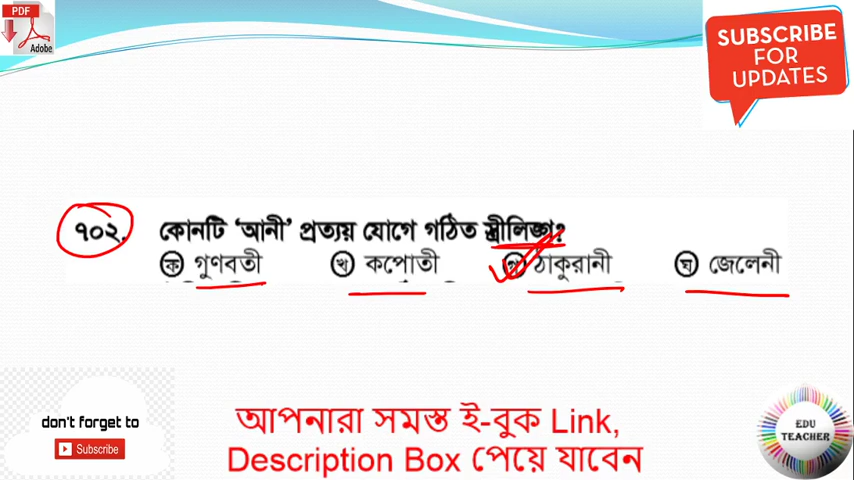 PDF
Adobe
SUBSCRIBE
FOR
UPDATES
৭০২. কোনটি ‘আনী’ প্রত্যয় যোগে গঠিত স্ত্রীলিঙ্গ?
ক গুণবতী খ কপোতী গ ঠাকুরানী ঘ জেলেনী
don't forget to
Subscribe
আপনারা সমস্ত ই-বুক Link,
Description Box পেয়ে যাবেন
EDU
TEACHER